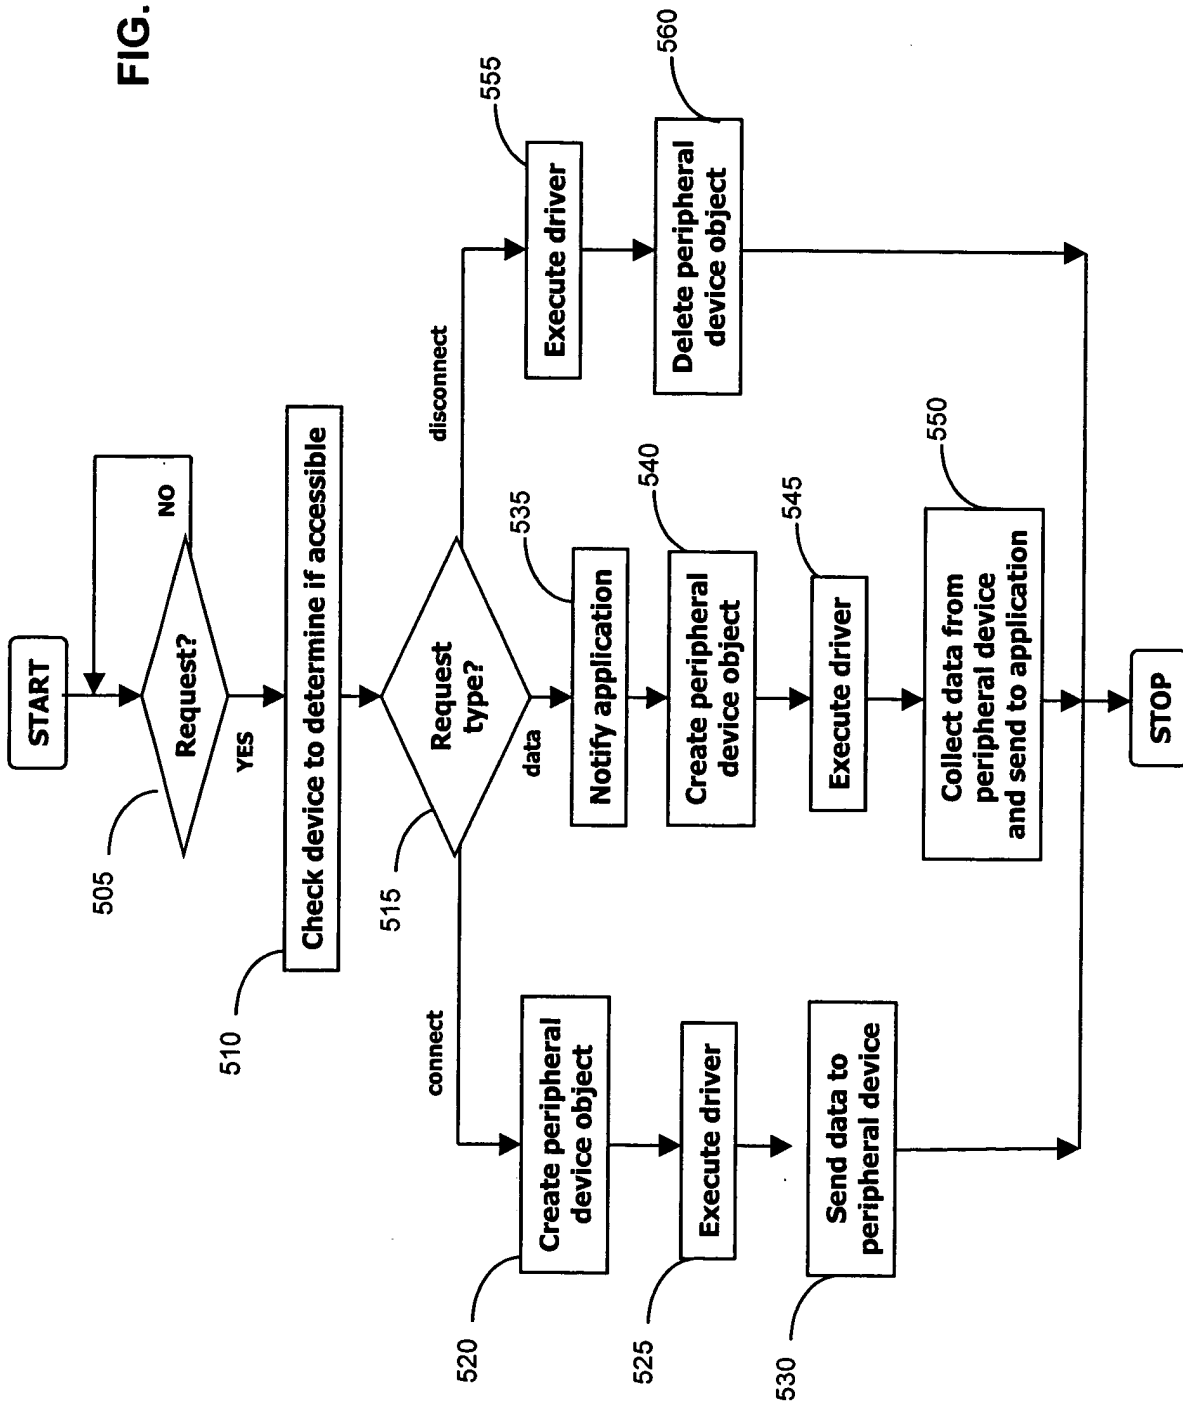 FIG.
START
Request?
NO
YES
505
Check device to determine if accessible
510
Request
type?
515
connect
data
disconnect
Create peripheral
device object
520
Execute driver
525
Send data to
peripheral device
530
Notify application
535
Create peripheral
device object
540
Execute driver
545
Collect data from
peripheral device
and send to application
550
Execute driver
555
Delete peripheral
device object
560
STOP